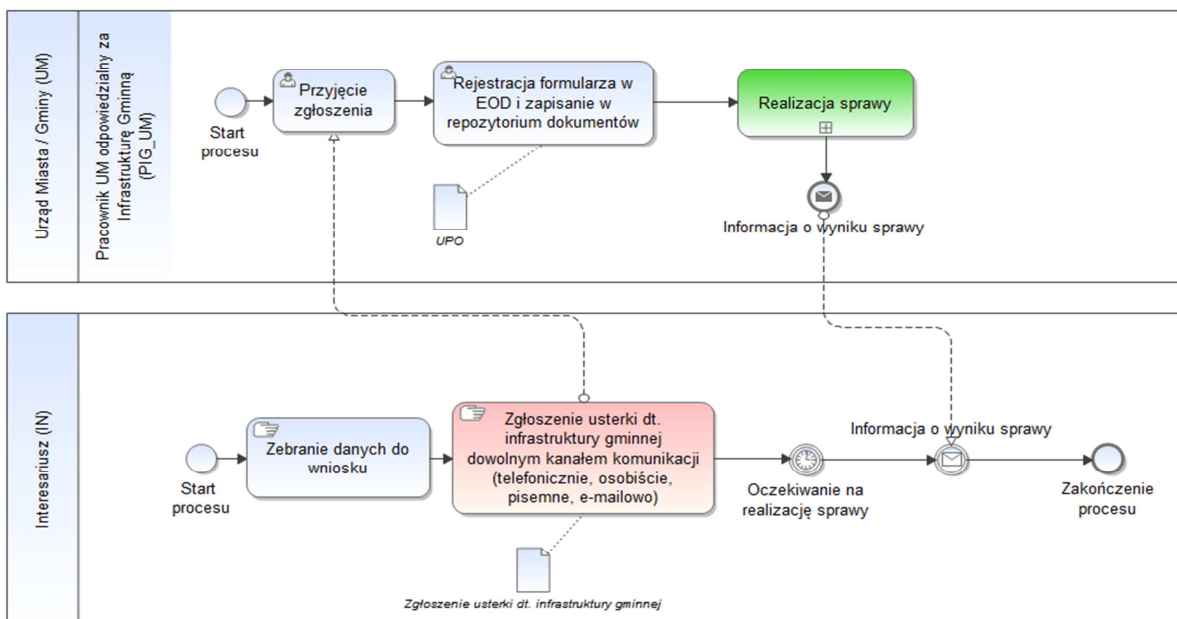 Urząd Miasta / Gminy (UM)
Pracownik UM odpowiedzialny za
Infrastrukturę Gminną
(PIG_UM)
Start
procesu
Przyjęcie
zgłoszenia
Rejestracja formularza w
EOD i zapisanie w
repozytorium dokumentów
UPO
Realizacja sprawy
Informacja o wyniku sprawy
Interesariusz (IN)
Start
procesu
Zebranie danych do
wniosku
Zgłoszenie usterki dt.
infrastruktury gminnej
dowolnym kanałem komunikacji
(telefonicznie, osobiście,
pisemne, e-mailowo)
Zgłoszenie usterki dt. infrastruktury gminnej
Oczekiwanie na
realizację sprawy
Informacja o wyniku sprawy
Zakończenie
procesu